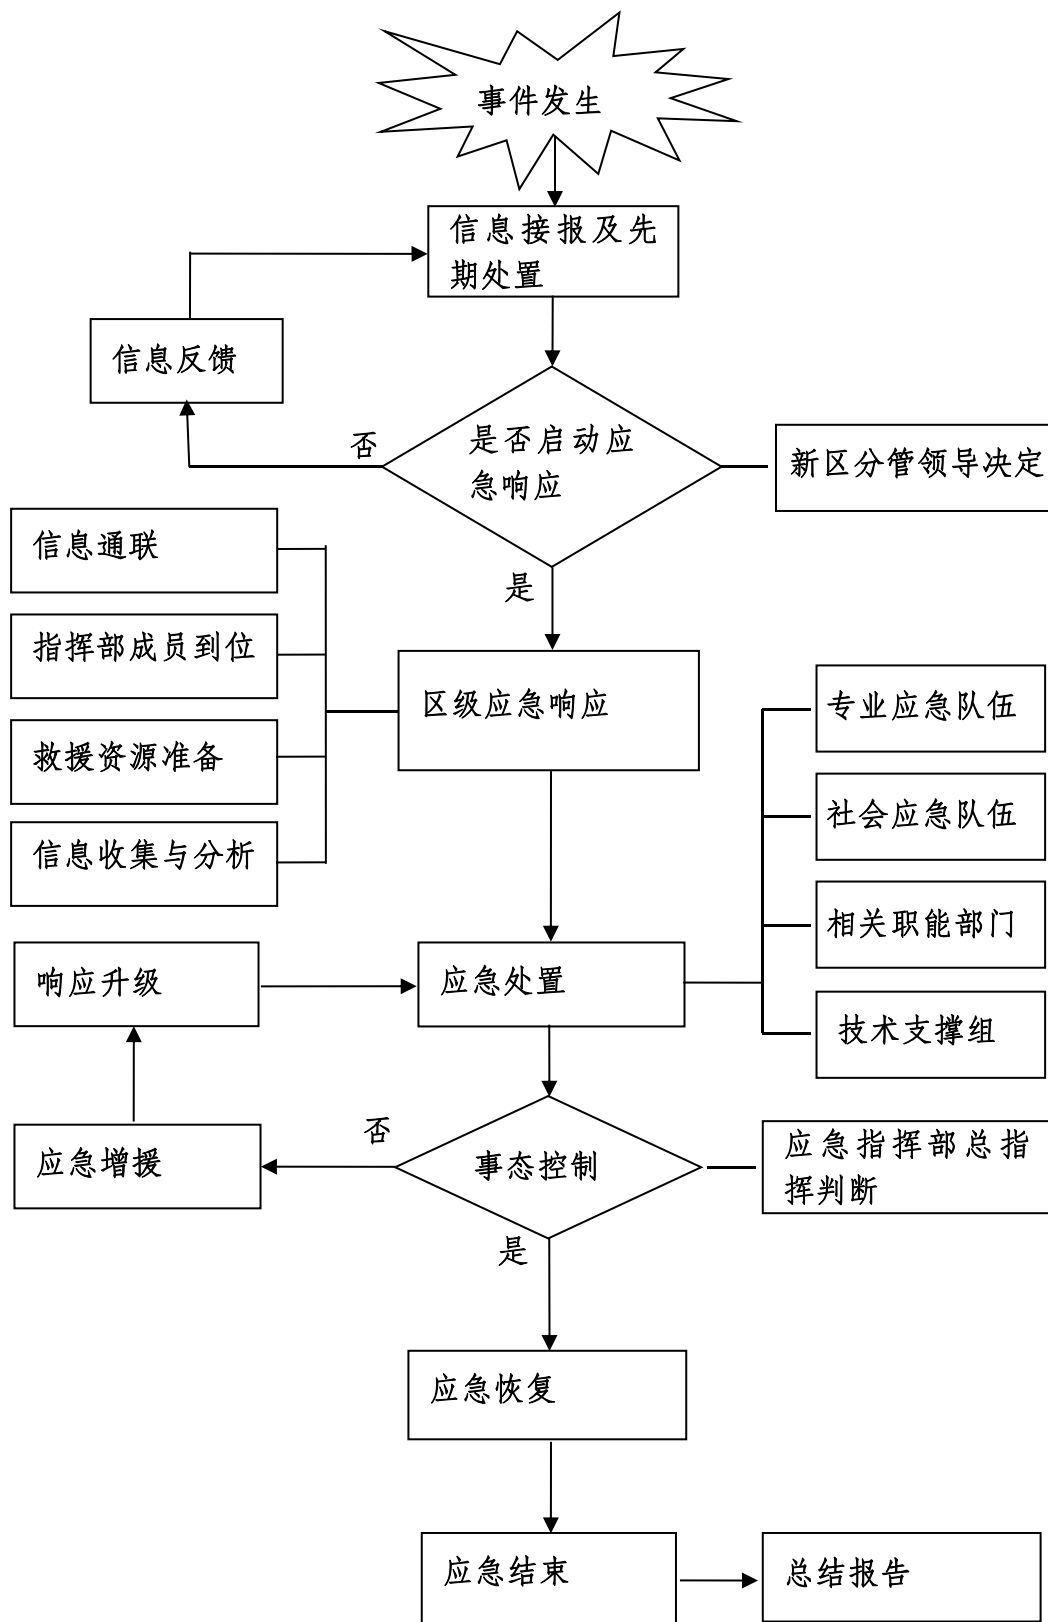 事件发生
信息接报及先
期处置
信息反馈
否
是否启动应
急响应
新区分管领导决定
是
信息通联
指挥部成员到位
救援资源准备
信息收集与分析
区级应急响应
专业应急队伍
社会应急队伍
相关职能部门
技术支撑组
响应升级
应急处置
应急增援
否
事态控制
应急指挥部总指
挥判断
是
应急恢复
应急结束
总结报告